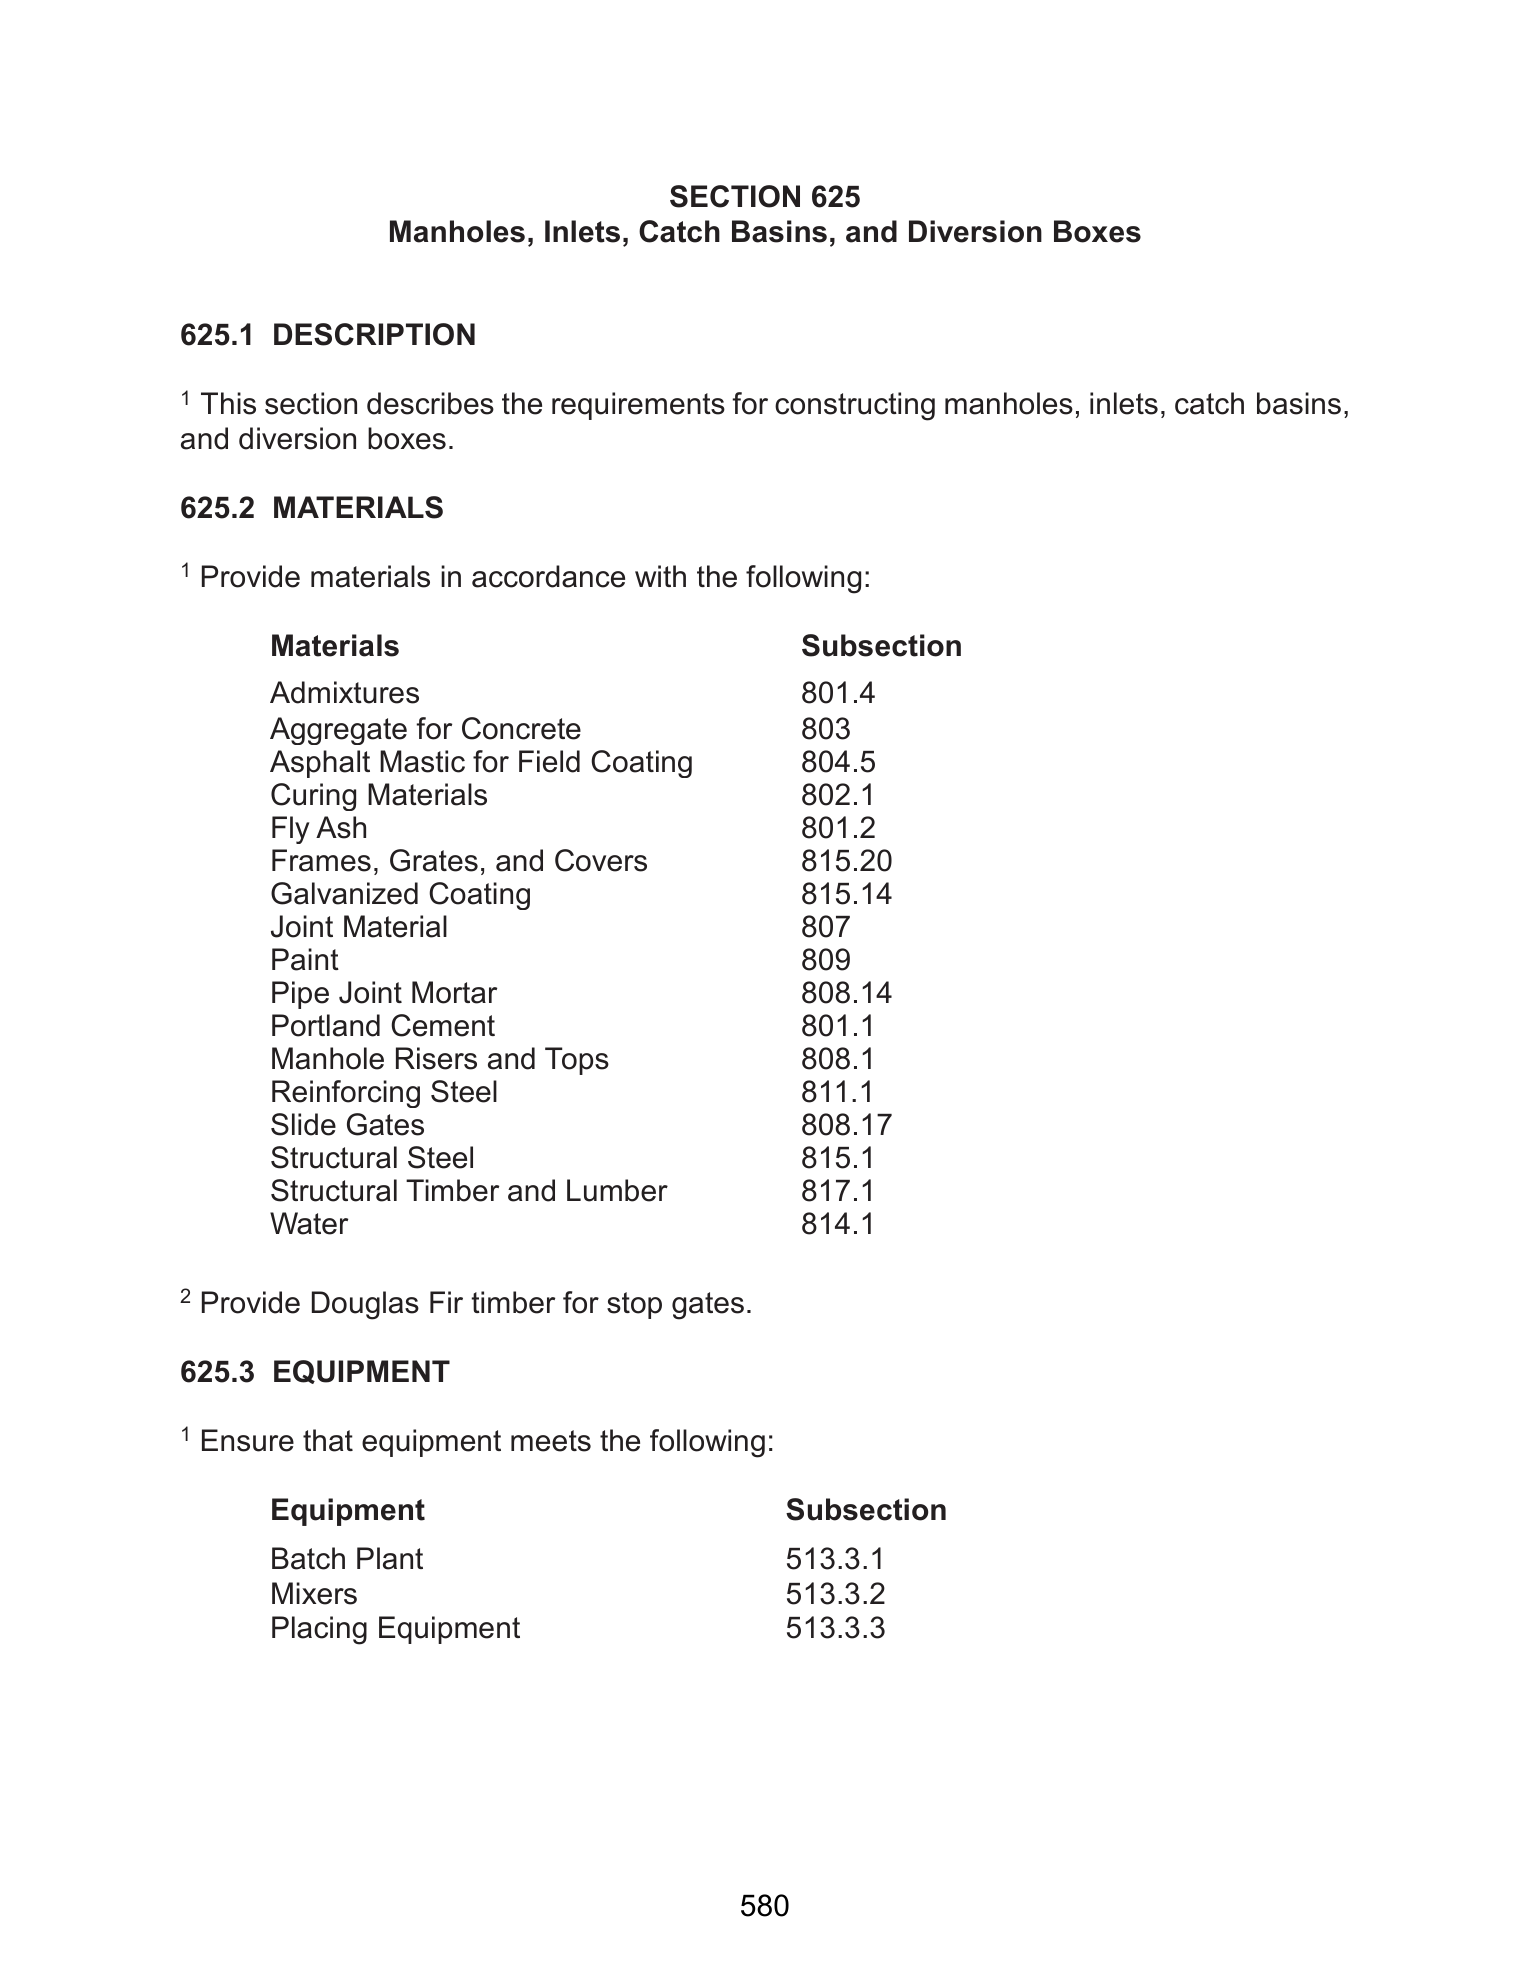 SECTION 625
Manholes, Inlets, Catch Basins, and Diversion Boxes
625.1 DESCRIPTION
1 This section describes the requirements for constructing manholes, inlets, catch basins,
and diversion boxes.
625.2 MATERIALS
1 Provide materials in accordance with the following:
Materials Subsection
Admixtures 801.4
Aggregate for Concrete 803
Asphalt Mastic for Field Coating 804.5
Curing Materials 802.1
Fly Ash 801.2
Frames, Grates, and Covers 815.20
Galvanized Coating 815.14
Joint Material 807
Paint 809
Pipe Joint Mortar 808.14
Portland Cement 801.1
Manhole Risers and Tops 808.1
Reinforcing Steel 811.1
Slide Gates 808.17
Structural Steel 815.1
Structural Timber and Lumber 817.1
Water 814.1
2 Provide Douglas Fir timber for stop gates.
625.3 EQUIPMENT
1 Ensure that equipment meets the following:
Equipment Subsection
Batch Plant 513.3.1
Mixers 513.3.2
Placing Equipment 513.3.3
580